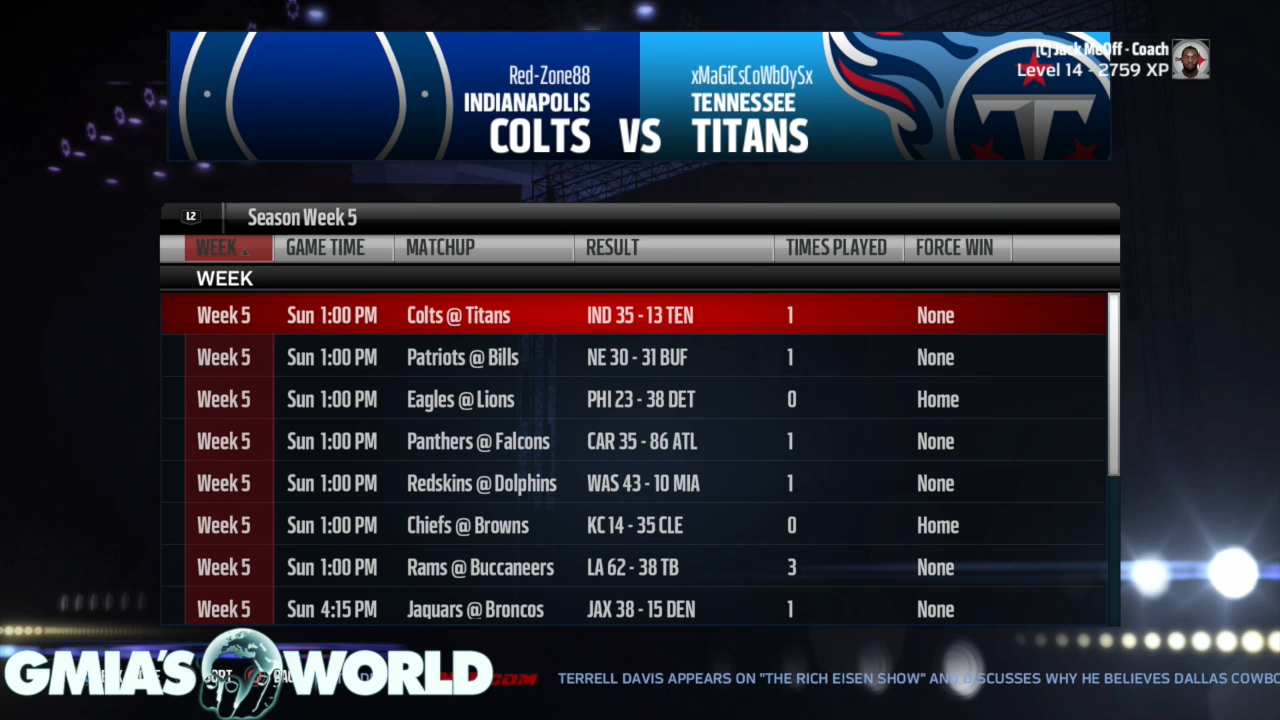 [C] Jack MeOff - Coach
Level 14 - 2759 XP
Red-Zone88
INDIANAPOLIS
COLTS
VS
xMaGiCsCoWbOySx
TENNESSEE
TITANS
L2 Season Week 5
WEEK GAME TIME MATCHUP RESULT TIMES PLAYED FORCE WIN
WEEK
Week 5 Sun 1:00 PM Colts @ Titans IND 35 - 13 TEN 1 None
Week 5 Sun 1:00 PM Patriots @ Bills NE 30 - 31 BUF 1 None
Week 5 Sun 1:00 PM Eagles @ Lions PHI 23 - 38 DET 0 Home
Week 5 Sun 1:00 PM Panthers @ Falcons CAR 35 - 86 ATL 1 None
Week 5 Sun 1:00 PM Redskins @ Dolphins WAS 43 - 10 MIA 1 None
Week 5 Sun 1:00 PM Chiefs @ Browns KC 14 - 35 CLE 0 Home
Week 5 Sun 1:00 PM Rams @ Buccaneers LA 62 - 38 TB 3 None
Week 5 Sun 4:15 PM Jaguars @ Broncos JAX 38 - 15 DEN 1 None
GMIA'S WORLD
TERRELL DAVIS APPEARS ON "THE RICH EISEN SHOW" AND DISCUSSES WHY HE BELIEVES DALLAS COWBO